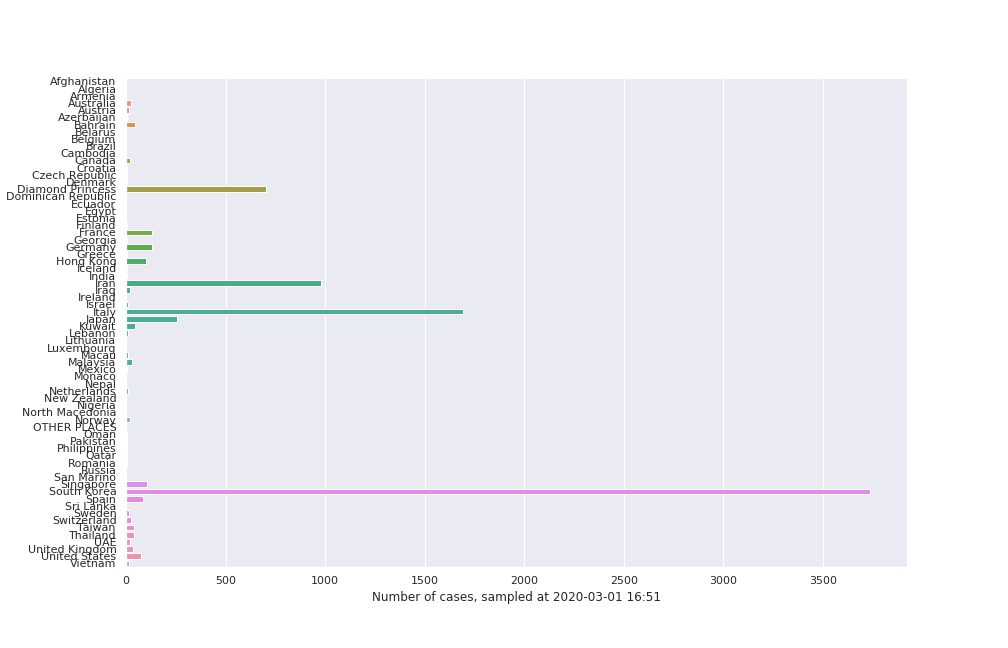 Afghanistan
Algeria
Armenia
Australia
Austria
Azerbaijan
Bahrain
Belarus
Belgium
Brazil
Cambodia
Canada
Croatia
Czech Republic
Denmark
Diamond Princess
Dominican Republic
Ecuador
Egypt
Estonia
Finland
France
Georgia
Germany
Greece
Hong Kong
Iceland
India
Iran
Iraq
Ireland
Israel
Italy
Japan
Kuwait
Lebanon
Lithuania
Luxembourg
Macau
Malaysia
Mexico
Monaco
Nepal
Netherlands
New Zealand
Nigeria
North Macedonia
Norway
OTHER PLACES
Oman
Pakistan
Philippines
Qatar
Romania
Russia
San Marino
Singapore
South Korea
Spain
Sri Lanka
Sweden
Switzerland
Taiwan
Thailand
UAE
United Kingdom
United States
Vietnam
0 500 1000 1500 2000 2500 3000 3500
Number of cases, sampled at 2020-03-01 16:51